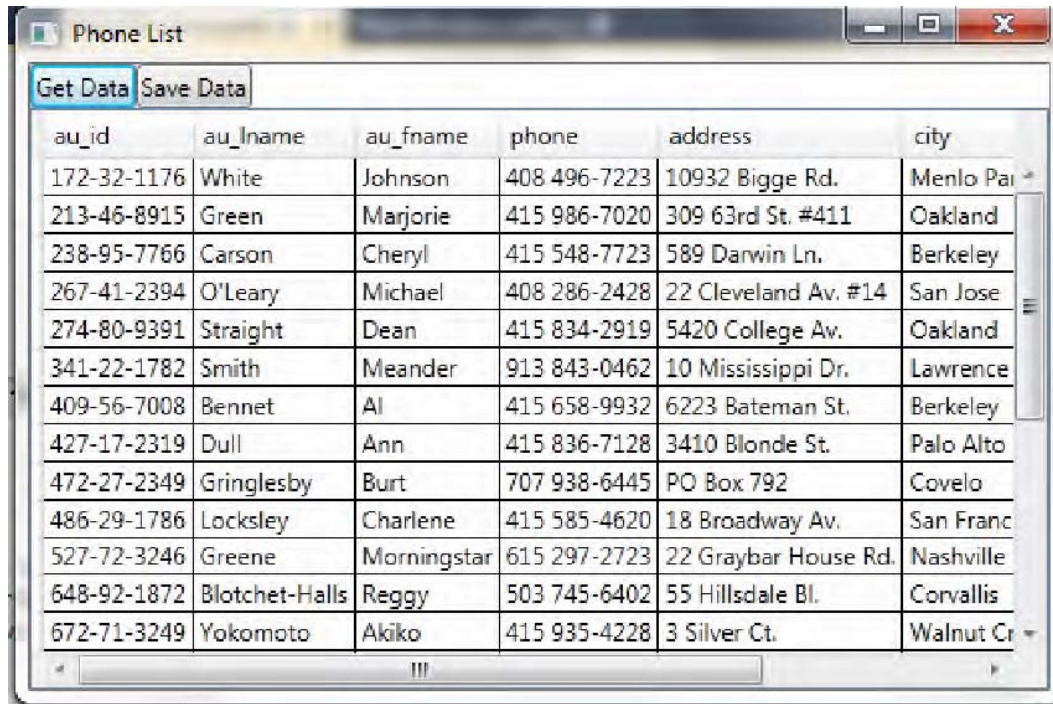 Phone List
Get Data Save Data
au_id au_lname au_fname phone address city
172-32-1176 White Johnson 408 496-7223 10932 Bigge Rd. Menlo Par
213-46-8915 Green Marjorie 415 986-7020 309 63rd St. #411 Oakland
238-95-7766 Carson Cheryl 415 548-7723 589 Darwin Ln. Berkeley
267-41-2394 O'Leary Michael 408 286-2428 22 Cleveland Av. #14 San Jose
274-80-9391 Straight Dean 415 834-2919 5420 College Av. Oakland
341-22-1782 Smith Meander 913 843-0462 10 Mississippi Dr. Lawrence
409-56-7008 Bennet Al 415 658-9932 6223 Bateman St. Berkeley
427-17-2319 Dull Ann 415 836-7128 3410 Blonde St. Palo Alto
472-27-2349 Gringlesby Burt 707 938-6445 PO Box 792 Covelo
486-29-1786 Locksley Charlene 415 585-4620 18 Broadway Av. San Franc
527-72-3246 Greene Morningstar 615 297-2723 22 Graybar House Rd. Nashville
648-92-1872 Blotchet-Halls Reggy 503 745-6402 55 Hillsdale Bl. Corvallis
672-71-3249 Yokomoto Akiko 415 935-4228 3 Silver Ct. Walnut Cr